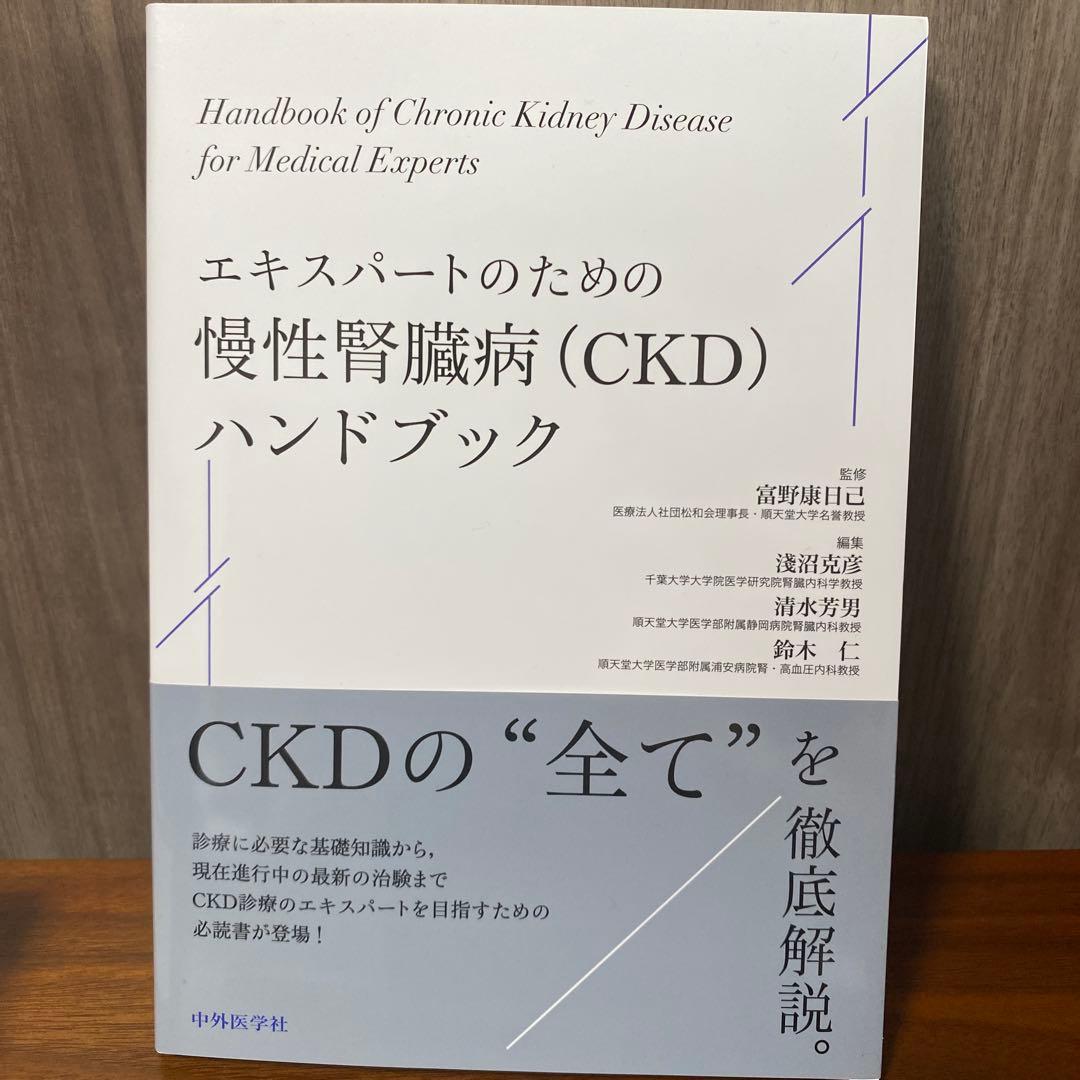 Handbook of Chronic Kidney Disease
for Medical Experts
エキスパートのための
慢性腎臓病（CKD）
ハンドブック
監修
富野康日己
医療法人社団松和会理事長・順天堂大学名誉教授
編集
淺沼克彦
千葉大学大学院医学研究院腎臓内科学教授
清水芳男
順天堂大学医学部附属静岡病院腎臓内科教授
鈴木　仁
順天堂大学医学部附属浦安病院腎・高血圧内科教授
CKDの“全て”を
徹底解説。
診療に必要な基礎知識から，
現在進行中の最新の治験まで
CKD診療のエキスパートを目指すための
必読書が登場！
中外医学社